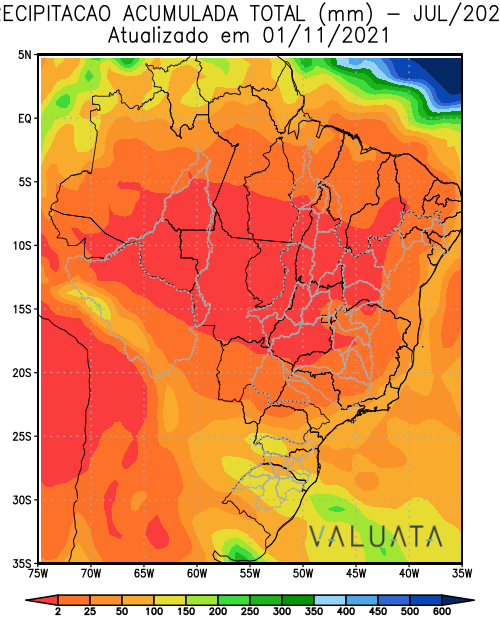 RECIPITACAO ACUMULADA TOTAL (mm) – JUL/202
Atualizado em 01/11/2021
5N
EQ
5S
10S
15S
20S
25S
30S
35S
75W 70W 65W 60W 55W 50W 45W 40W 35W
VALUATA
2 25 50 100 150 200 250 300 350 400 450 500 600